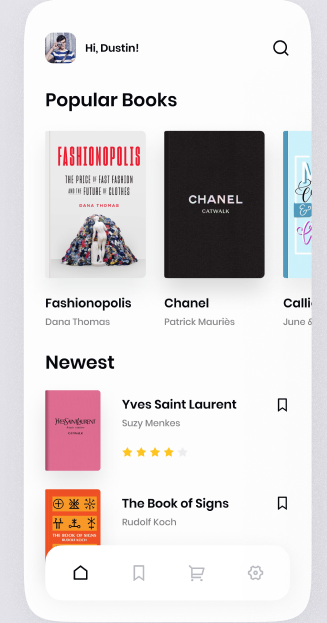 Hi, Dustin!
Popular Books
FASHIONOPOLIS
THE PRICE OF FAST FASHION
AND THE FUTURE OF CLOTHES
DANA THOMAS
CHANEL
CATWALK
Fashionopolis
Dana Thomas
Chanel
Patrick Mauriès
Calli
June &
Newest
YVES SAINT LAURENT
CATWALK
Yves Saint Laurent
Suzy Menkes
THE BOOK OF SIGNS
RUDOLF KOCH
The Book of Signs
Rudolf Koch